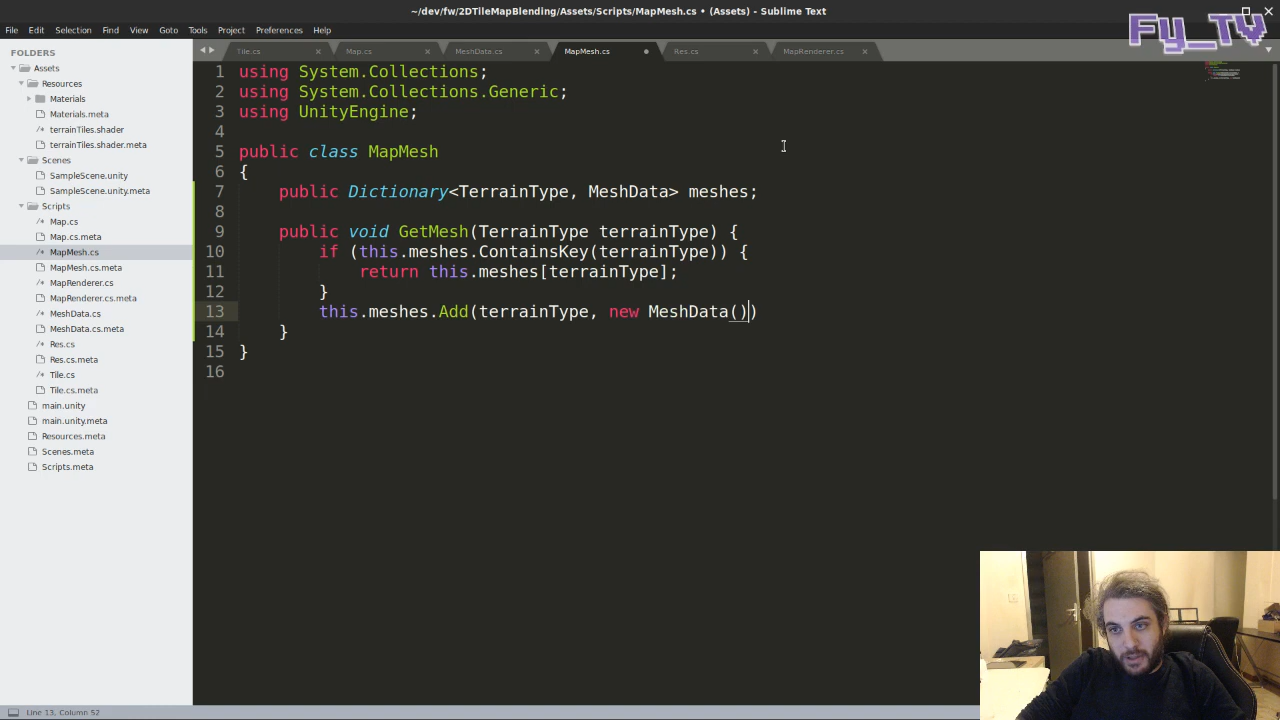 ~/dev/fw/2DTileMapBlending/Assets/Scripts/MapMesh.cs • (Assets) - Sublime Text
Fy_TV
File Edit Selection Find View Goto Tools Project Preferences Help
FOLDERS
Assets
Resources
Materials
Materials.meta
terrainTiles.shader
terrainTiles.shader.meta
Scenes
SampleScene.unity
SampleScene.unity.meta
Scripts
Map.cs
Map.cs.meta
MapMesh.cs
MapMesh.cs.meta
MapRenderer.cs
MapRenderer.cs.meta
MeshData.cs
MeshData.cs.meta
Res.cs
Res.cs.meta
Tile.cs
Tile.cs.meta
main.unity
main.unity.meta
Resources.meta
Scenes.meta
Scripts.meta
Tile.cs Map.cs MeshData.cs MapMesh.cs Res.cs MapRenderer.cs
1 using System.Collections;
2 using System.Collections.Generic;
3 using UnityEngine;
4
5 public class MapMesh
6 {
7 public Dictionary<TerrainType, MeshData> meshes;
8
9 public void GetMesh(TerrainType terrainType) {
10 if (this.meshes.ContainsKey(terrainType)) {
11 return this.meshes[terrainType];
12 }
13 this.meshes.Add(terrainType, new MeshData())
14 }
15 }
16
Line 13, Column 52